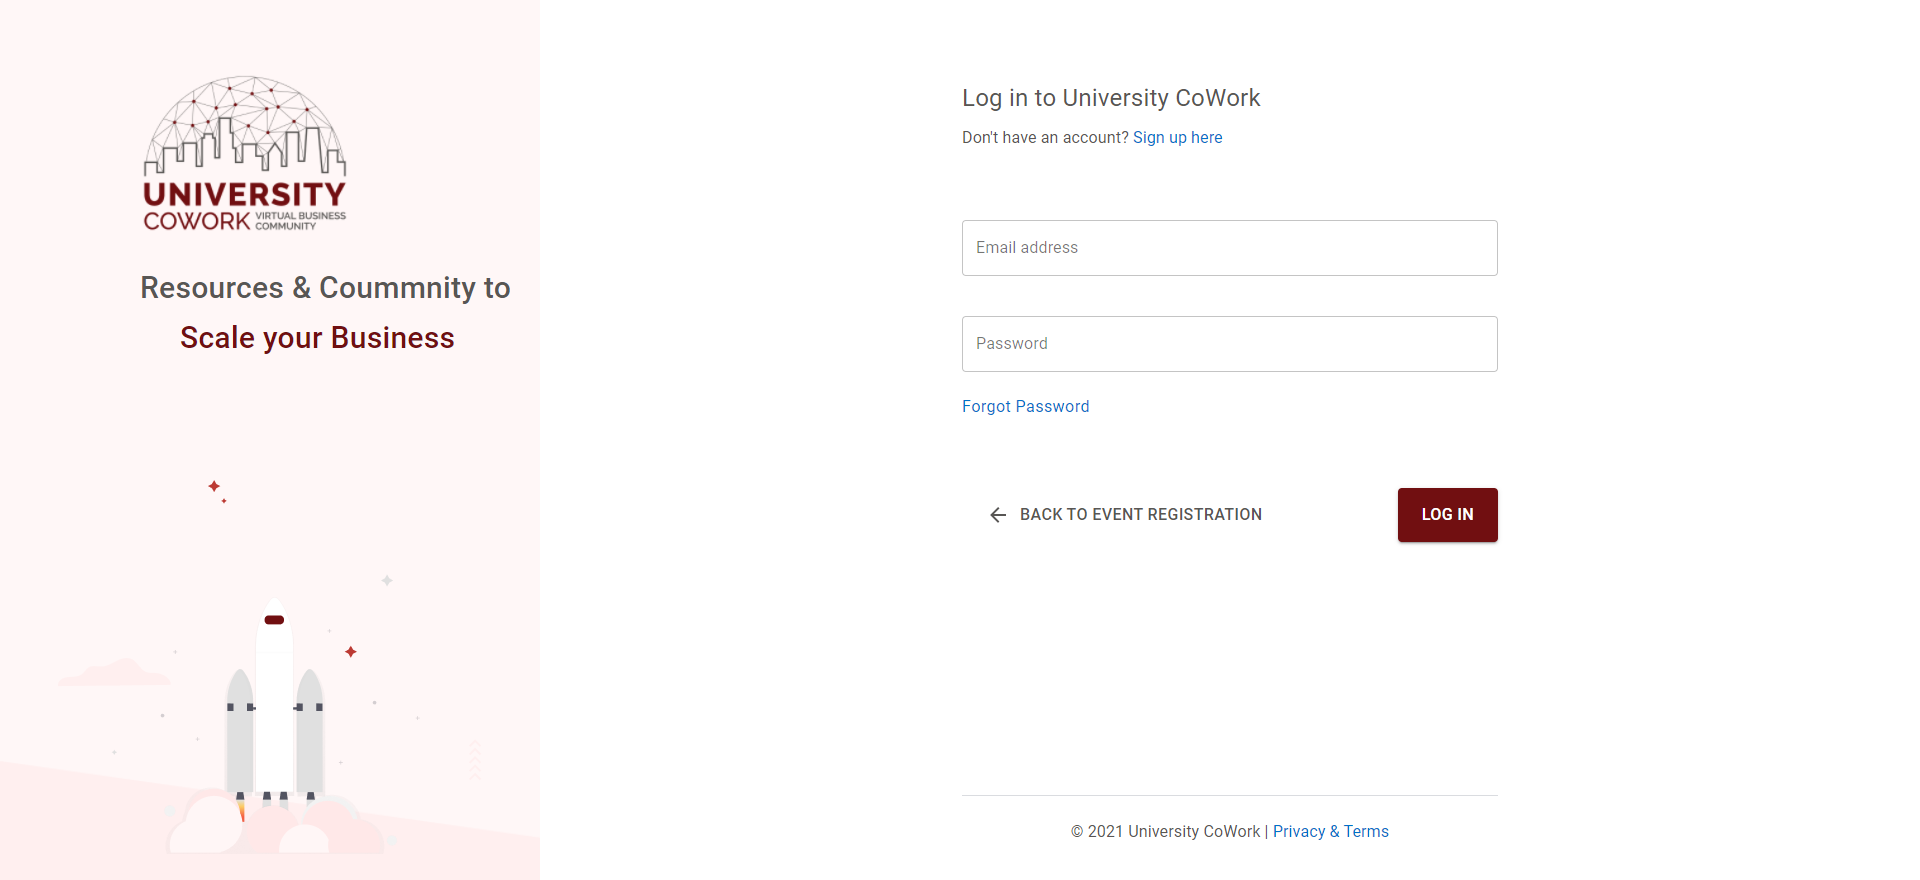 UNIVERSITY
COWORK VIRTUAL BUSINESS COMMUNITY
Resources & Coummnity to
Scale your Business
Log in to University CoWork
Don't have an account? Sign up here
Email address
Password
Forgot Password
BACK TO EVENT REGISTRATION
LOG IN
© 2021 University CoWork | Privacy & Terms